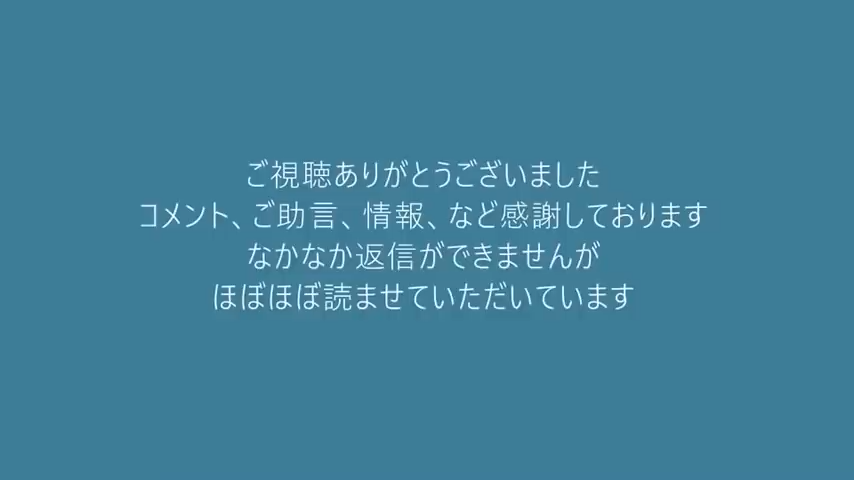 ご視聴ありがとうございました
コメント、ご助言、情報、など感謝しております
なかなか返信ができませんが
ほぼほぼ読ませていただいています